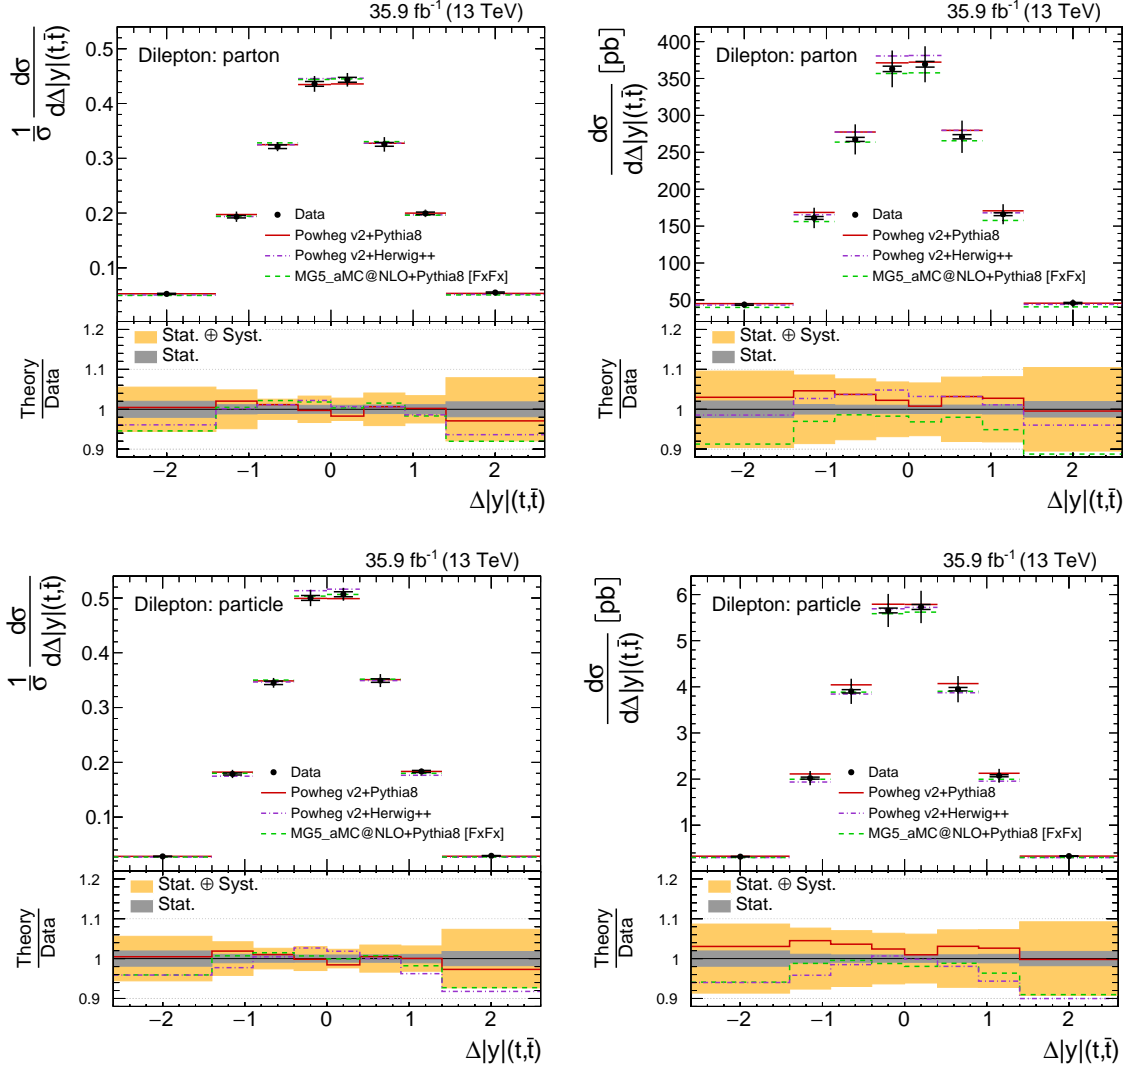 35.9 fb⁻¹ (13 TeV)
Dilepton: parton
1/σ dσ/dΔ|y|(t,t̄)
0.5
0.4
0.3
0.2
0.1
Data
Powheg v2+Pythia8
Powheg v2+Herwig++
MG5_aMC@NLO+Pythia8 [FxFx]
Theory/Data
1.2
1.1
1
0.9
Stat. ⊕ Syst.
Stat.
−2 −1 0 1 2
Δ|y|(t,t̄)
35.9 fb⁻¹ (13 TeV)
Dilepton: parton
dσ/dΔ|y|(t,t̄) [pb]
400
350
300
250
200
150
100
50
Data
Powheg v2+Pythia8
Powheg v2+Herwig++
MG5_aMC@NLO+Pythia8 [FxFx]
Theory/Data
1.2
1.1
1
0.9
Stat. ⊕ Syst.
Stat.
−2 −1 0 1 2
Δ|y|(t,t̄)
35.9 fb⁻¹ (13 TeV)
Dilepton: particle
1/σ dσ/dΔ|y|(t,t̄)
0.5
0.4
0.3
0.2
0.1
Data
Powheg v2+Pythia8
Powheg v2+Herwig++
MG5_aMC@NLO+Pythia8 [FxFx]
Theory/Data
1.2
1.1
1
0.9
Stat. ⊕ Syst.
Stat.
−2 −1 0 1 2
Δ|y|(t,t̄)
35.9 fb⁻¹ (13 TeV)
Dilepton: particle
dσ/dΔ|y|(t,t̄) [pb]
6
5
4
3
2
1
Data
Powheg v2+Pythia8
Powheg v2+Herwig++
MG5_aMC@NLO+Pythia8 [FxFx]
Theory/Data
1.2
1.1
1
0.9
Stat. ⊕ Syst.
Stat.
−2 −1 0 1 2
Δ|y|(t,t̄)